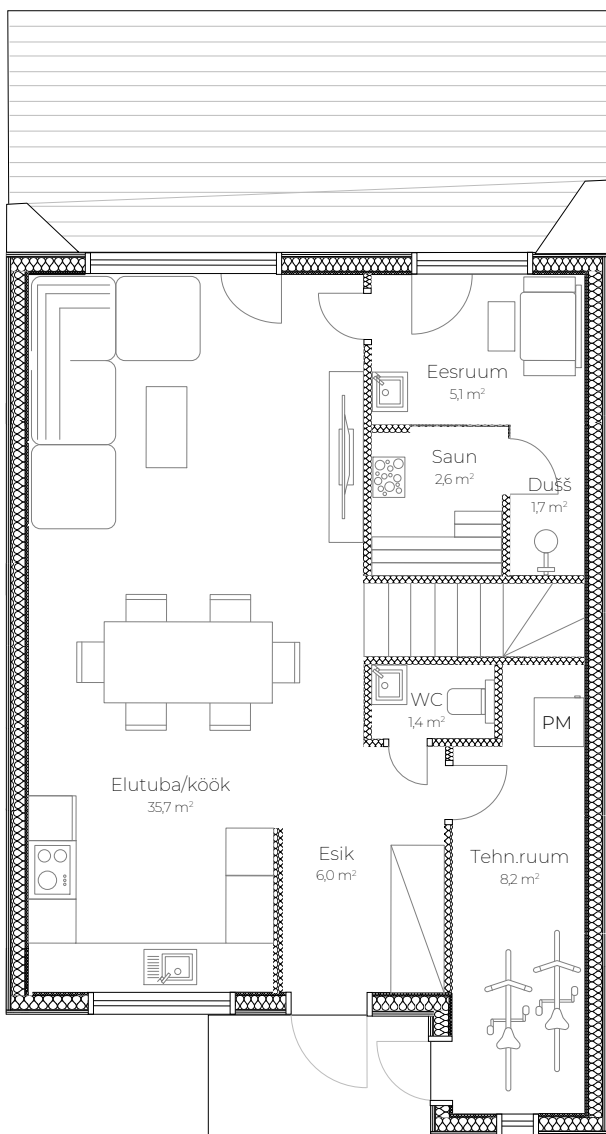 Eesruum
5,1 m²
Saun
2,6 m²
Dušš
1,7 m²
WC
1,4 m²
PM
Elutuba/köök
35,7 m²
Esik
6,0 m²
Tehn.ruum
8,2 m²